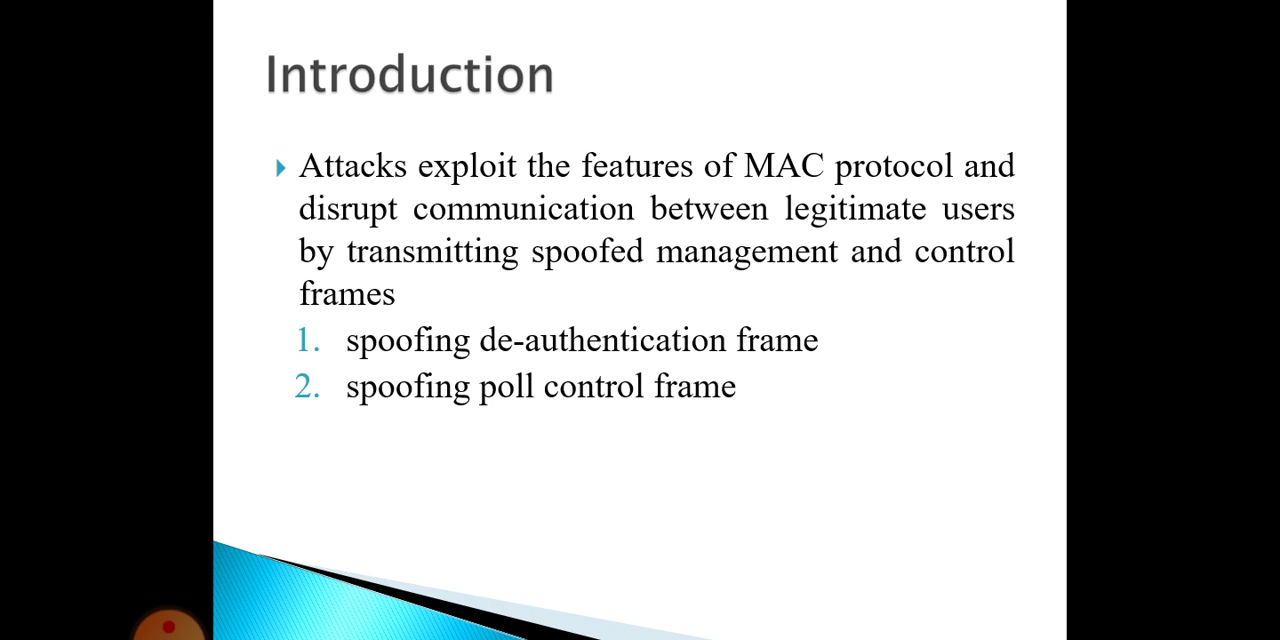 Introduction
Attacks exploit the features of MAC protocol and
disrupt communication between legitimate users
by transmitting spoofed management and control
frames
1. spoofing de-authentication frame
2. spoofing poll control frame